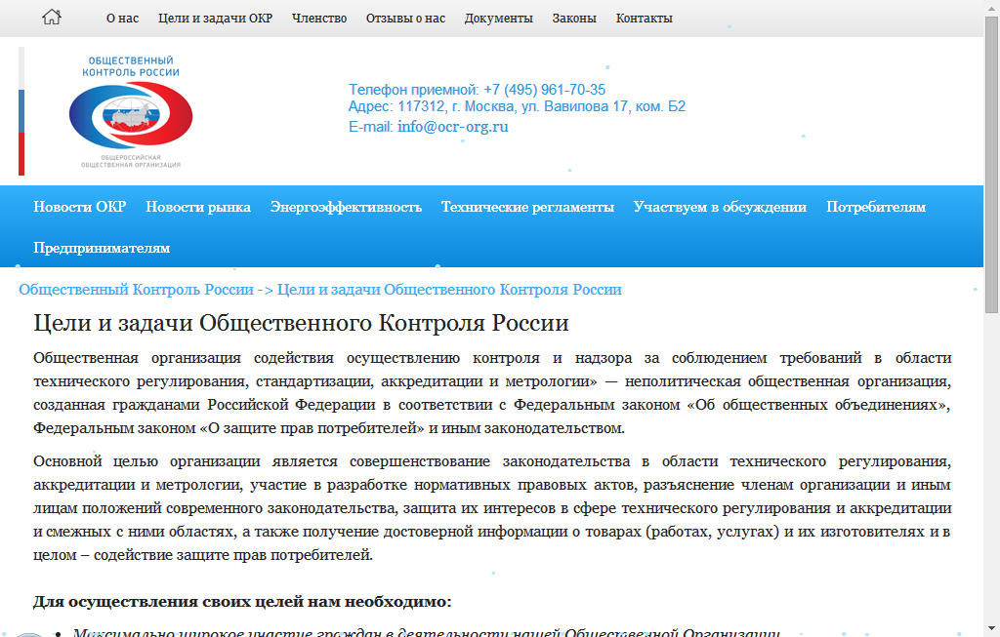 О нас Цели и задачи ОКР Членство Отзывы о нас Документы Законы Контакты
ОБЩЕСТВЕННЫЙ
КОНТРОЛЬ РОССИИ
ОБЩЕРОССИЙСКАЯ
ОБЩЕСТВЕННАЯ ОРГАНИЗАЦИЯ
Телефон приемной: +7 (495) 961-70-35
Адрес: 117312, г. Москва, ул. Вавилова 17, ком. Б2
E-mail: info@ocr-org.ru
Новости ОКР Новости рынка Энергоэффективность Технические регламенты Участвуем в обсуждении Потребителям
Предпринимателям
Общественный Контроль России -> Цели и задачи Общественного Контроля России
Цели и задачи Общественного Контроля России
Общественная организация содействия осуществлению контроля и надзора за соблюдением требований в области
технического регулирования, стандартизации, аккредитации и метрологии» — неполитическая общественная организация,
созданная гражданами Российской Федерации в соответствии с Федеральным законом «Об общественных объединениях»,
Федеральным законом «О защите прав потребителей» и иным законодательством.
Основной целью организации является совершенствование законодательства в области технического регулирования,
аккредитации и метрологии, участие в разработке нормативных правовых актов, разъяснение членам организации и иным
лицам положений современного законодательства, защита их интересов в сфере технического регулирования и аккредитации
и смежных с ними областях, а также получение достоверной информации о товарах (работах, услугах) и их изготовителях и в
целом – содействие защите прав потребителей.
Для осуществления своих целей нам необходимо:
• Максимально широкое участие граждан в деятельности нашей Общественной Организации